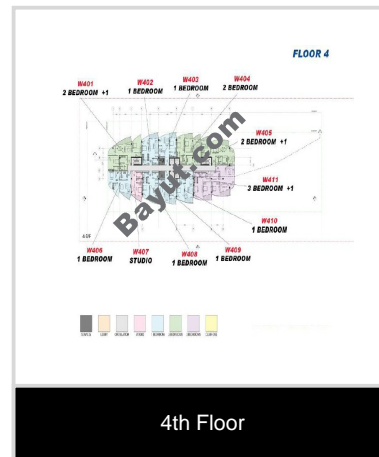 FLOOR 4
W401
2 BEDROOM +1
W402
1 BEDROOM
W403
1 BEDROOM
W404
2 BEDROOM
W405
2 BEDROOM +1
W411
3 BEDROOM +1
W410
1 BEDROOM
W406
1 BEDROOM
W407
STUDIO
W408
1 BEDROOM
W409
1 BEDROOM
Bayut.com
4th Floor